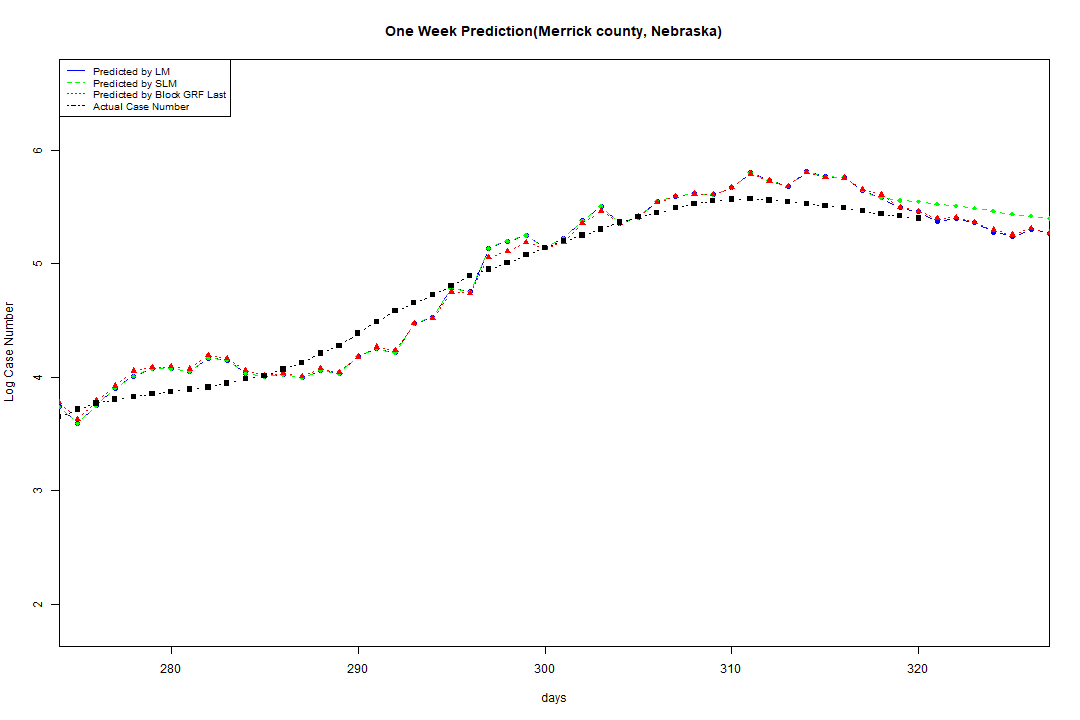 One Week Prediction(Merrick county, Nebraska)
Predicted by LM
Predicted by SLM
Predicted by Block GRF Last
Actual Case Number
6
5
4
3
2
Log Case Number
280 290 300 310 320
days